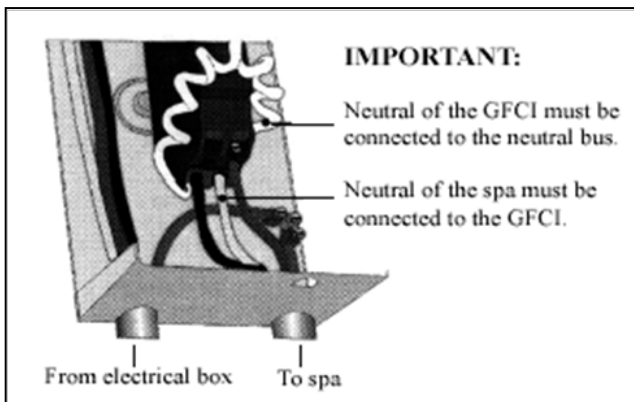 IMPORTANT:
Neutral of the GFCI must be
connected to the neutral bus.
Neutral of the spa must be
connected to the GFCI.
From electrical box
To spa